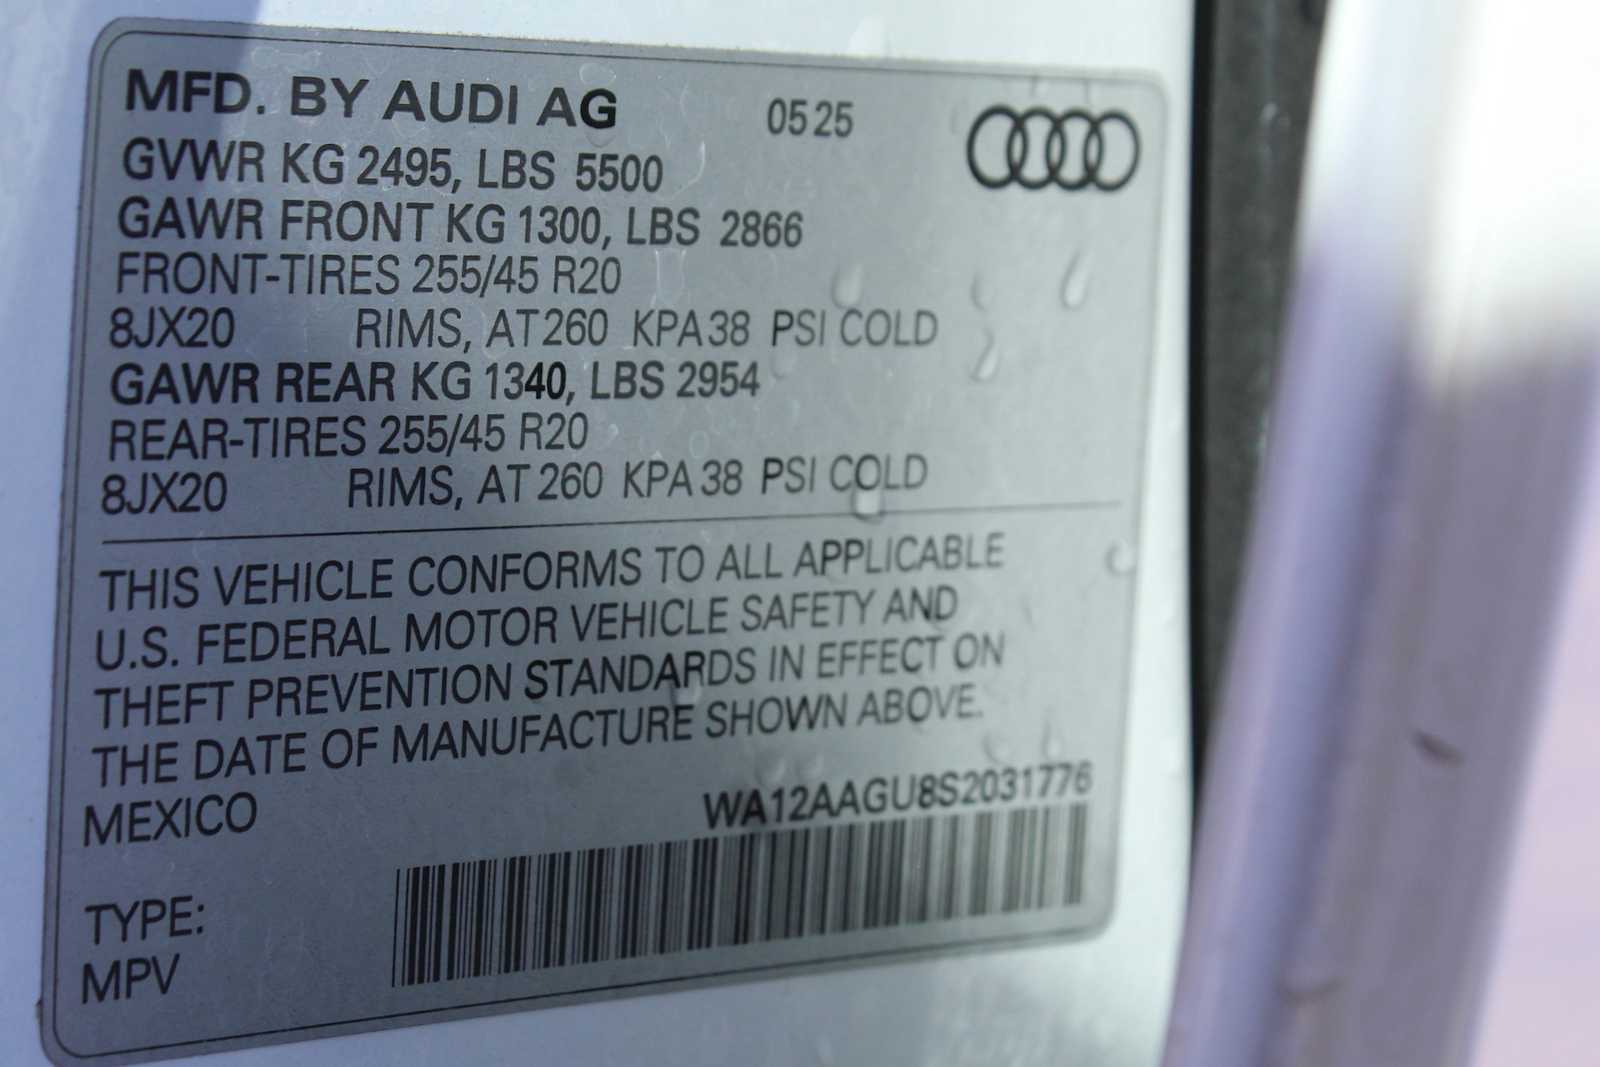 MFD. BY AUDI AG 05 25
GVWR KG 2495, LBS 5500
GAWR FRONT KG 1300, LBS 2866
FRONT-TIRES 255/45 R20
8JX20 RIMS, AT 260 KPA 38 PSI COLD
GAWR REAR KG 1340, LBS 2954
REAR-TIRES 255/45 R20
8JX20 RIMS, AT 260 KPA 38 PSI COLD
THIS VEHICLE CONFORMS TO ALL APPLICABLE
U.S. FEDERAL MOTOR VEHICLE SAFETY AND
THEFT PREVENTION STANDARDS IN EFFECT ON
THE DATE OF MANUFACTURE SHOWN ABOVE.
MEXICO WA12AAGU8S2031776
TYPE:
MPV